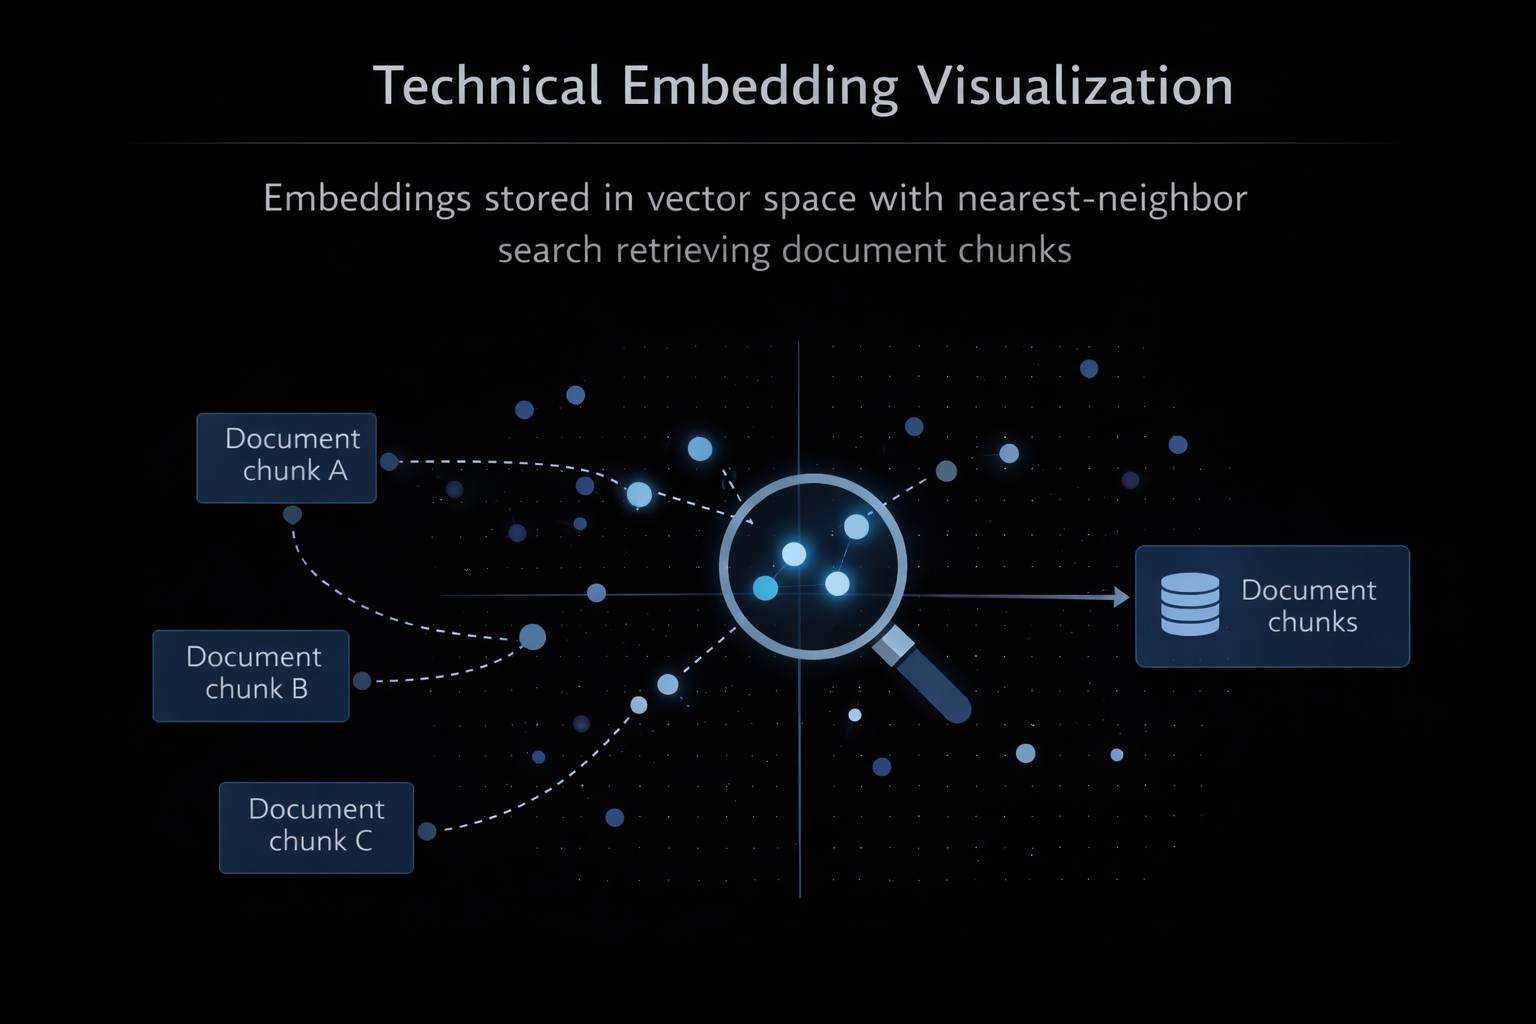 Technical Embedding Visualization
Embeddings stored in vector space with nearest-neighbor
search retrieving document chunks
Document
chunk A
Document
chunk B
Document
chunk C
Document
chunks